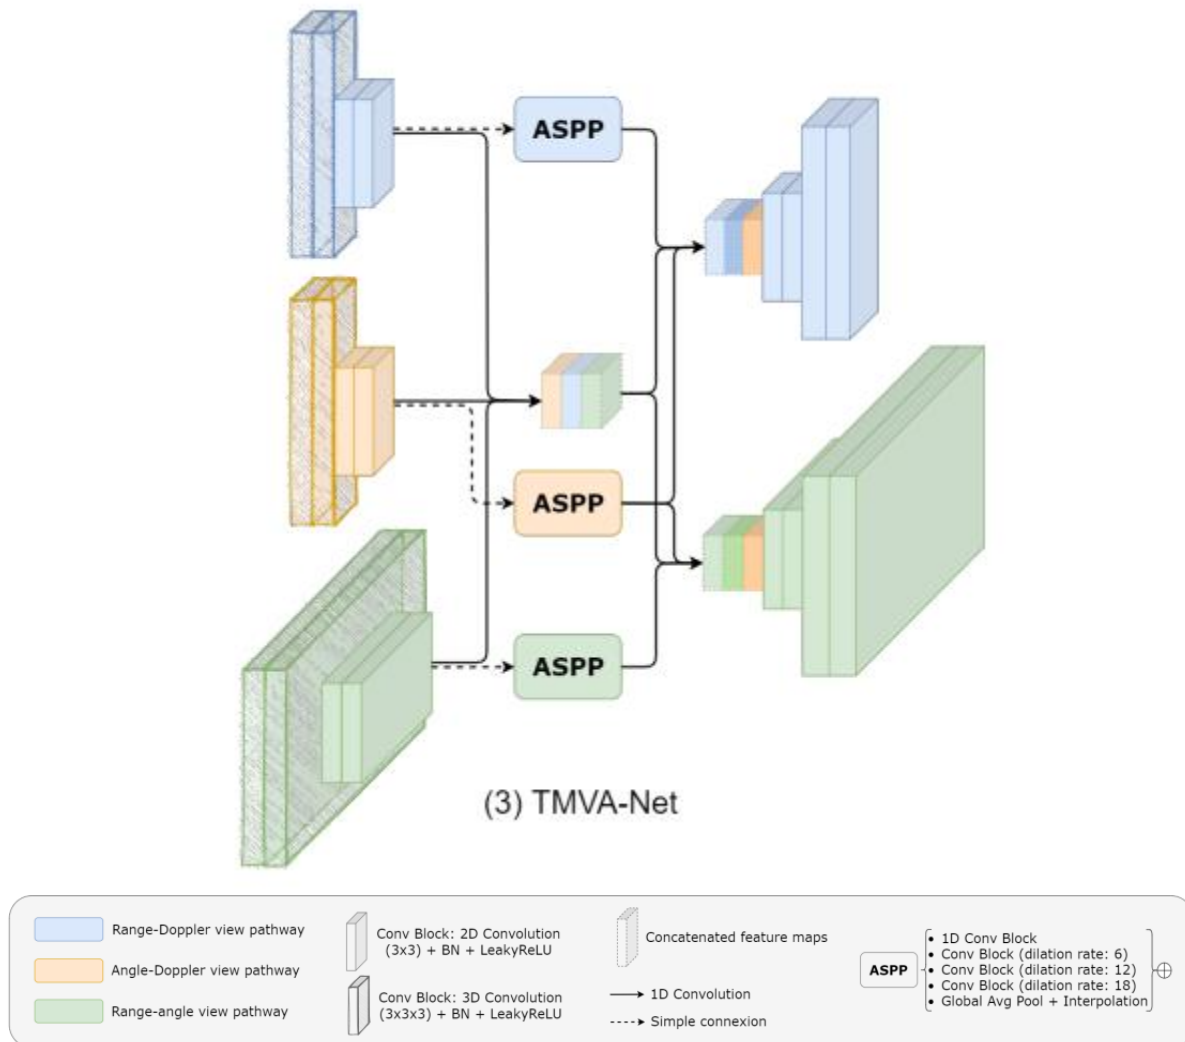 ASPP
ASPP
ASPP
(3) TMVA-Net
Range-Doppler view pathway
Angle-Doppler view pathway
Range-angle view pathway
Conv Block: 2D Convolution
(3x3) + BN + LeakyReLU
Conv Block: 3D Convolution
(3x3x3) + BN + LeakyReLU
Concatenated feature maps
1D Convolution
Simple connexion
ASPP
• 1D Conv Block
• Conv Block (dilation rate: 6)
• Conv Block (dilation rate: 12)
• Conv Block (dilation rate: 18)
• Global Avg Pool + Interpolation